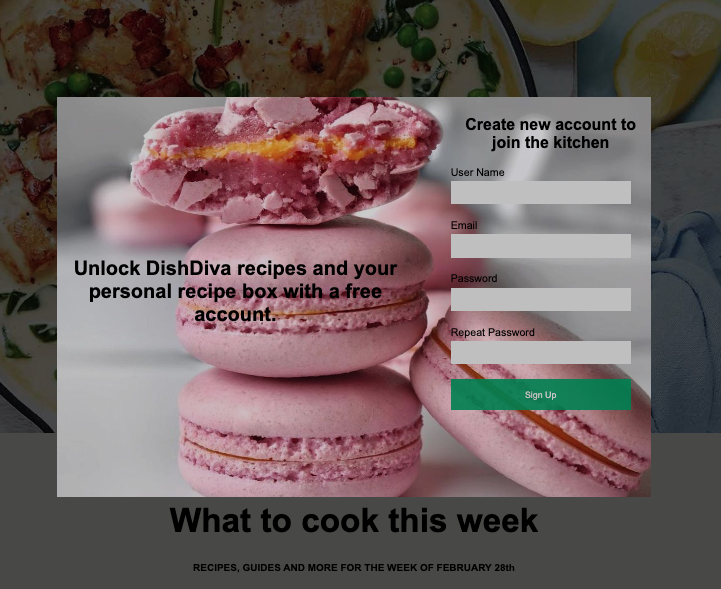 Create new account to
join the kitchen
User Name
Email
Unlock DishDiva recipes and your
personal recipe box with a free
account.
Password
Repeat Password
Sign Up
What to cook this week
RECIPES, GUIDES AND MORE FOR THE WEEK OF FEBRUARY 28th